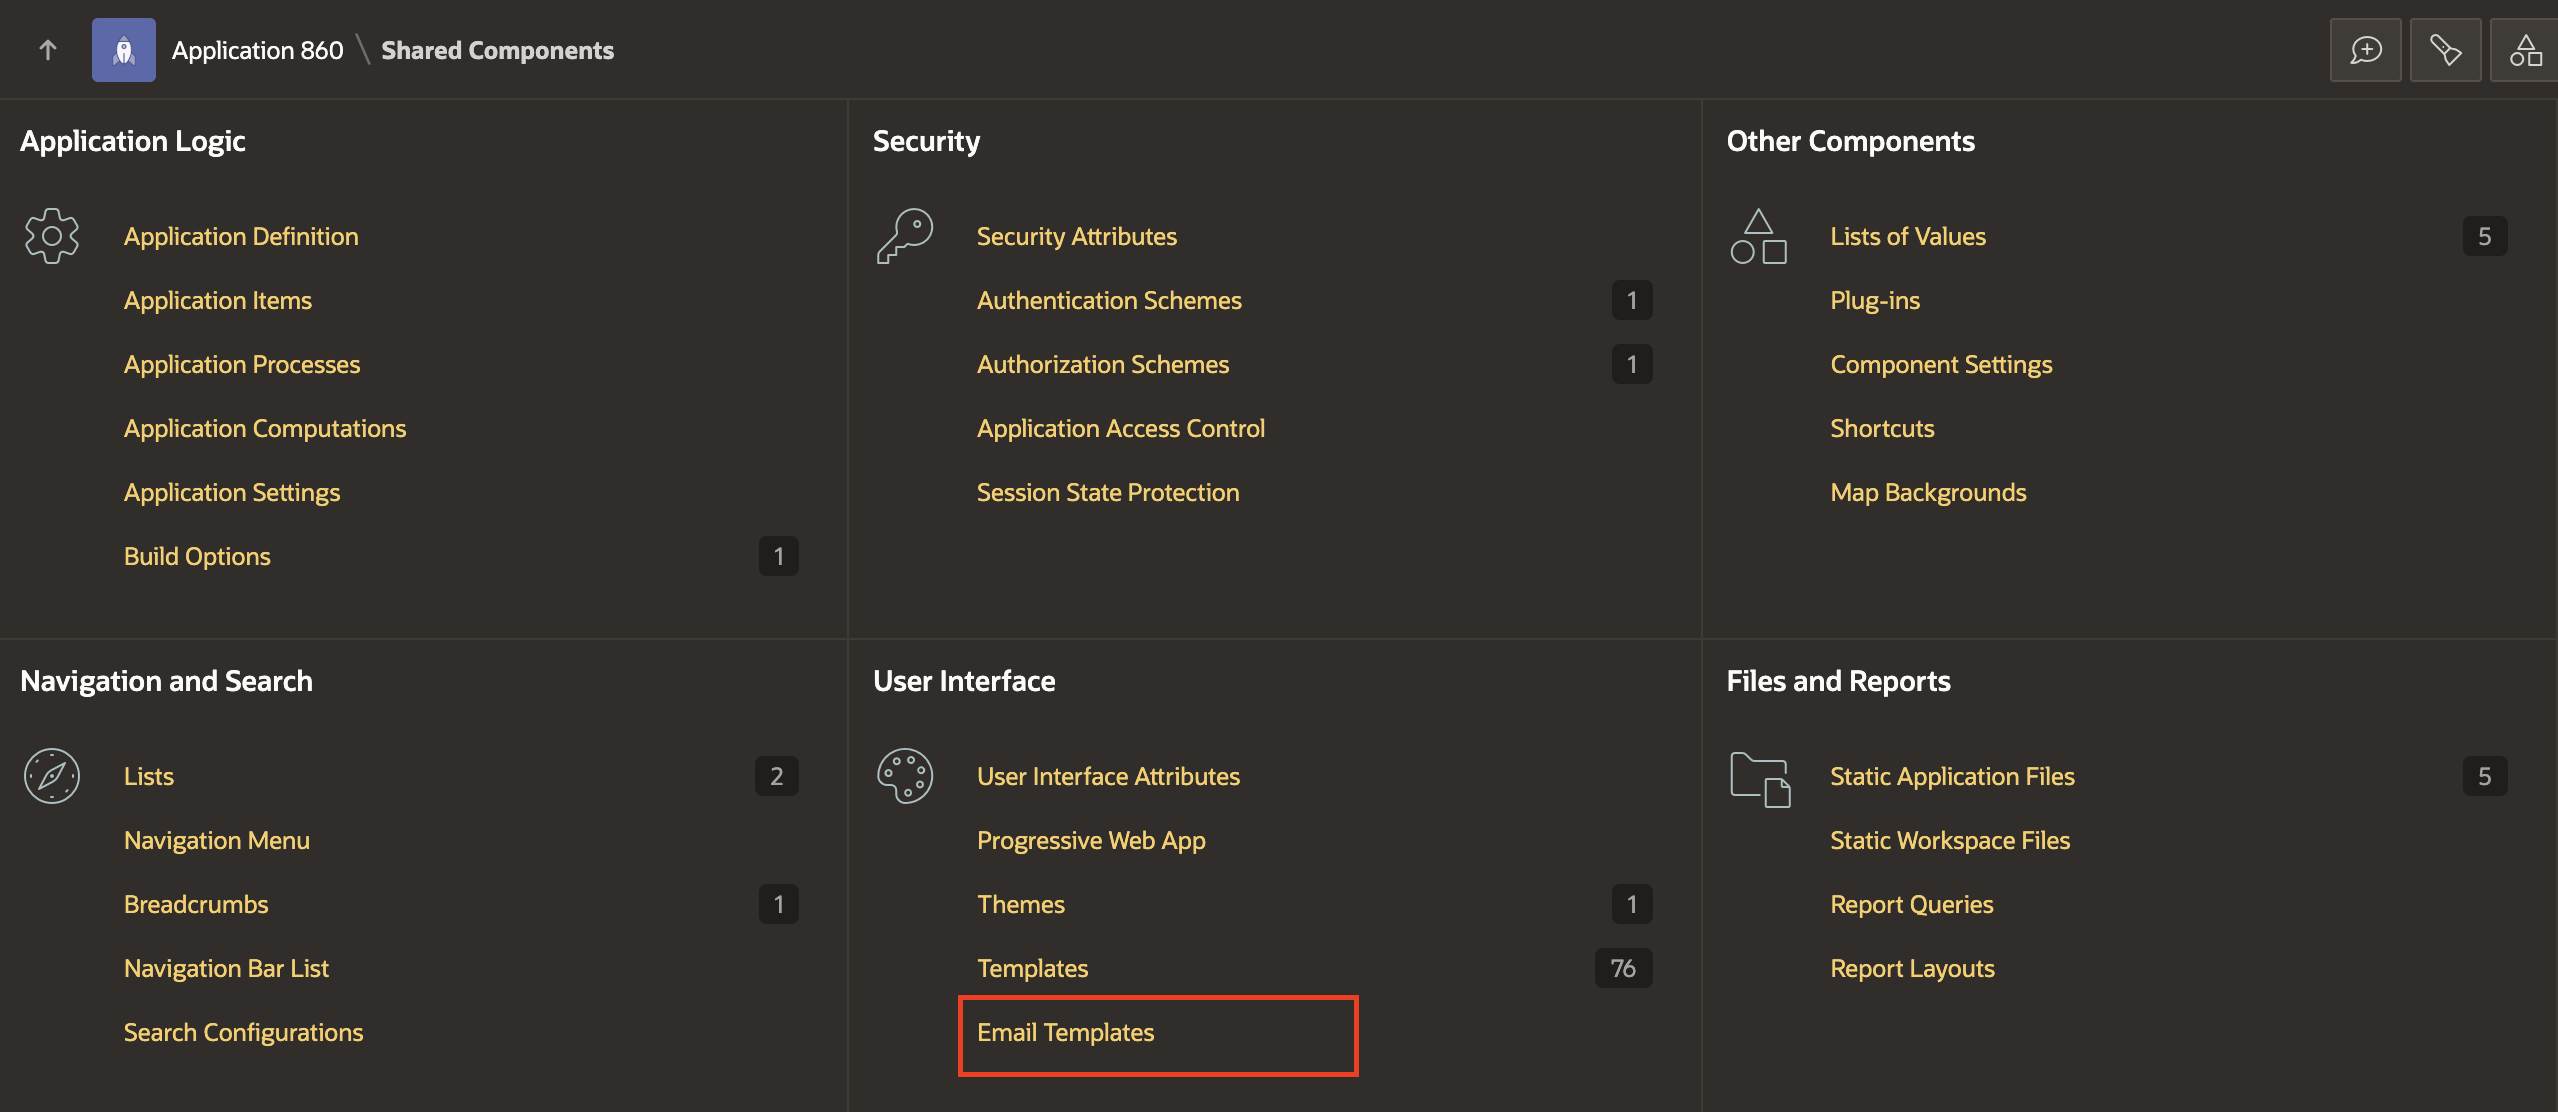 Application 860 \ Shared Components
Application Logic
Application Definition
Application Items
Application Processes
Application Computations
Application Settings
Build Options 1
Security
Security Attributes
Authentication Schemes 1
Authorization Schemes 1
Application Access Control
Session State Protection
Other Components
Lists of Values 5
Plug-ins
Component Settings
Shortcuts
Map Backgrounds
Navigation and Search
Lists 2
Navigation Menu
Breadcrumbs 1
Navigation Bar List
Search Configurations
User Interface
User Interface Attributes
Progressive Web App
Themes 1
Templates 76
Email Templates
Files and Reports
Static Application Files 5
Static Workspace Files
Report Queries
Report Layouts